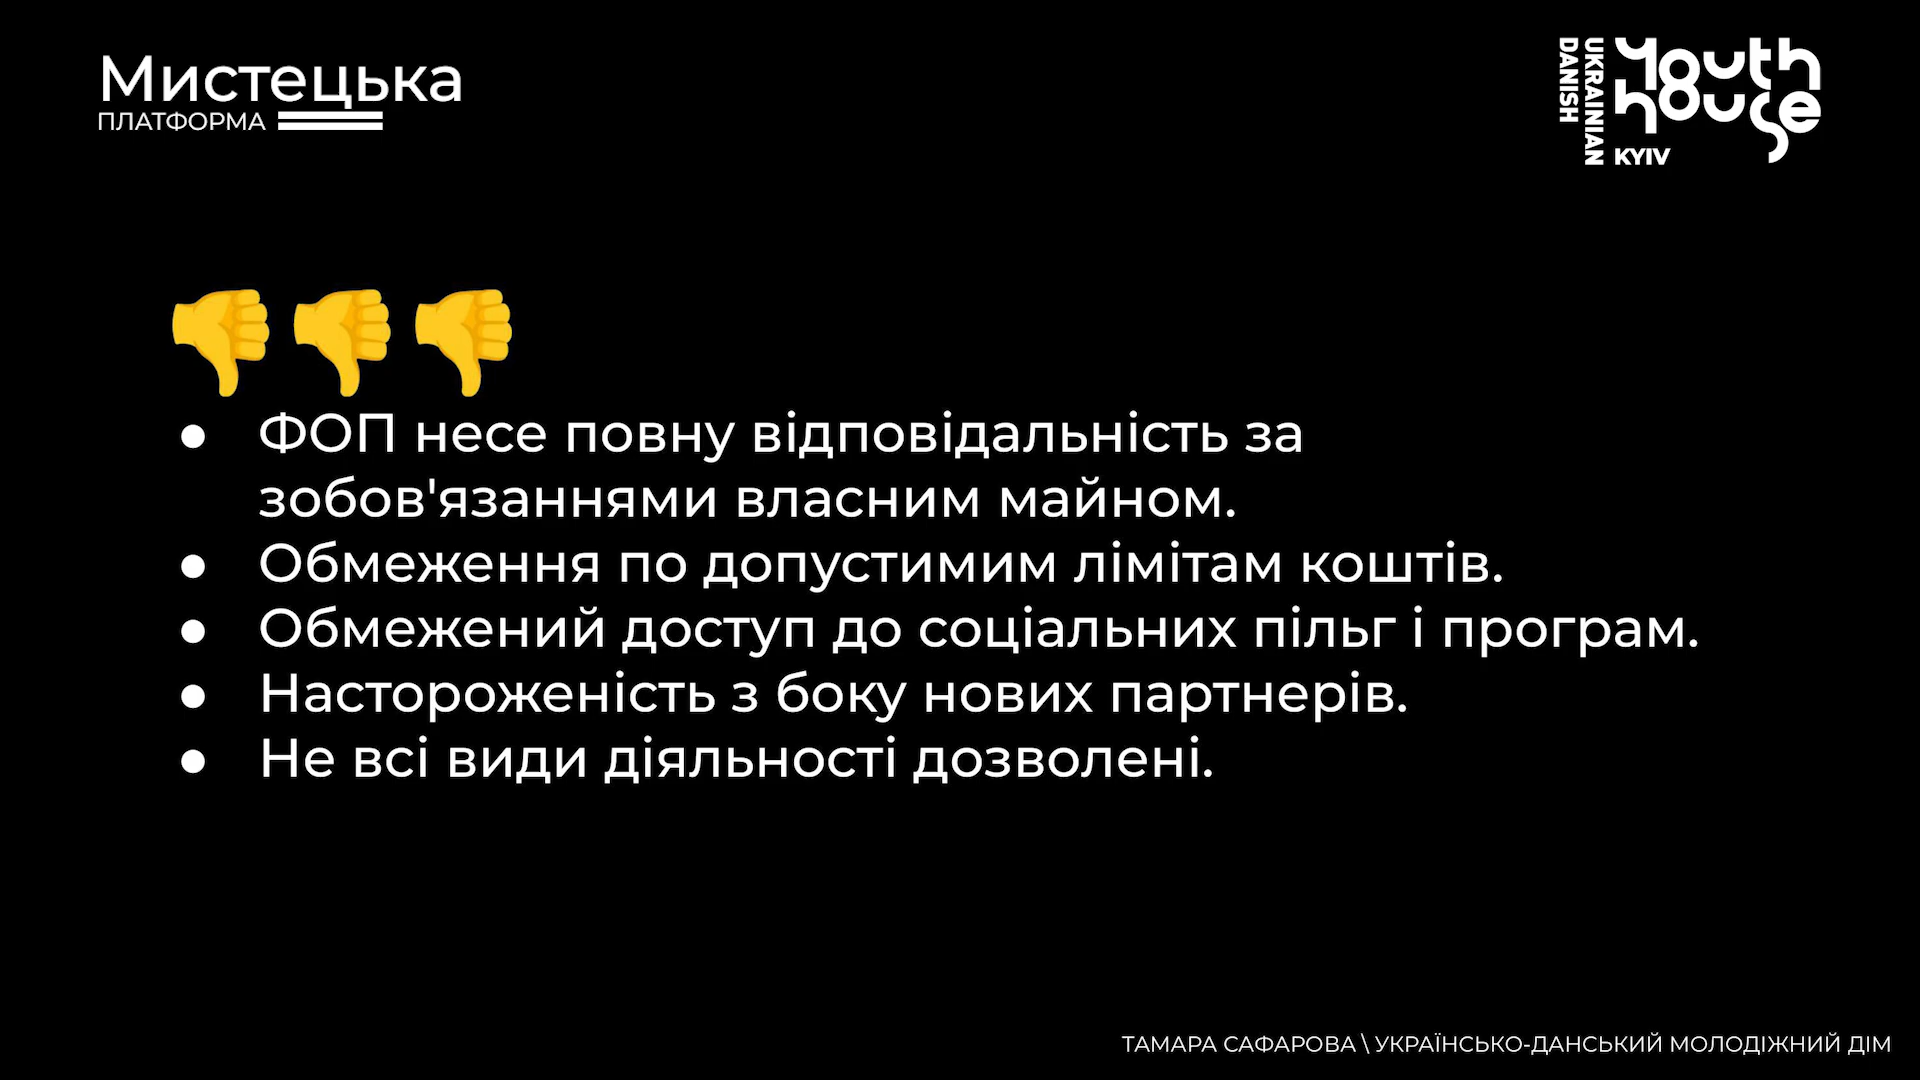 Мистецька
ПЛАТФОРМА
UKRAINIAN
DANISH
youth
house
KYIV
ФОП несе повну відповідальність за
зобов'язаннями власним майном.
Обмеження по допустимим лімітам коштів.
Обмежений доступ до соціальних пільг і програм.
Настороженість з боку нових партнерів.
Не всі види діяльності дозволені.
ТАМАРА САФАРОВА \ УКРАЇНСЬКО-ДАНСЬКИЙ МОЛОДІЖНИЙ ДІМ